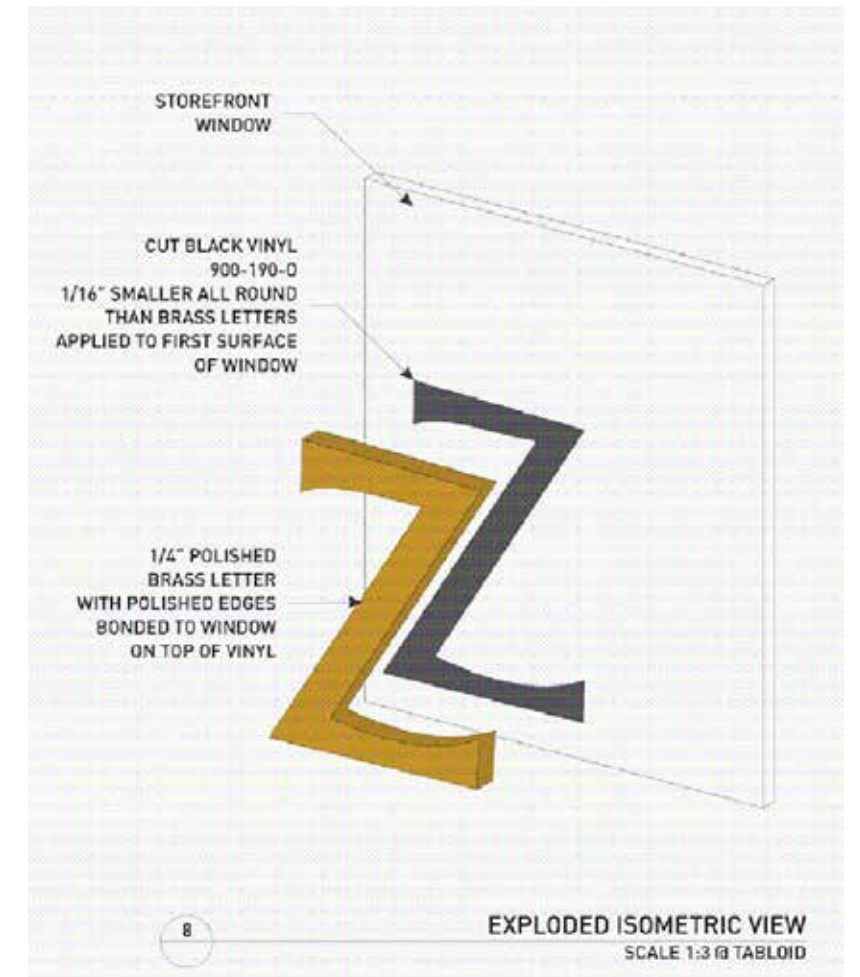 STOREFRONT
WINDOW
CUT BLACK VINYL
900-190-O
1/16" SMALLER ALL ROUND
THAN BRASS LETTERS
APPLIED TO FIRST SURFACE
OF WINDOW
1/4" POLISHED
BRASS LETTER
WITH POLISHED EDGES
BONDED TO WINDOW
ON TOP OF VINYL
Z
Z
8
EXPLODED ISOMETRIC VIEW
SCALE 1:3 @ TABLOID